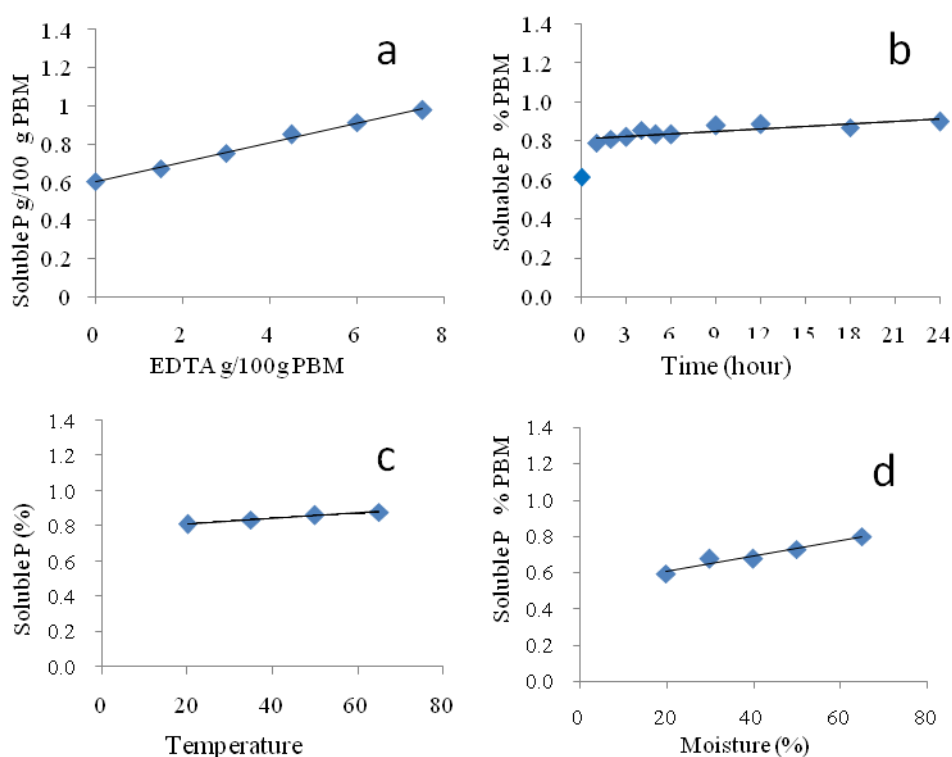 a
Soluble P g/100 g PBM
1.4
1.2
1
0.8
0.6
0.4
0.2
0
0 2 4 6 8
EDTA g/100g PBM
b
Soluable P % PBM
1.4
1.2
1.0
0.8
0.6
0.4
0.2
0.0
0 3 6 9 12 15 18 21 24
Time (hour)
c
Soluble P (%)
1.4
1.2
1.0
0.8
0.6
0.4
0.2
0.0
0 20 40 60 80
Temperature
d
Soluble P % PBM
1.4
1.2
1.0
0.8
0.6
0.4
0.2
0.0
0 20 40 60 80
Moisture (%)